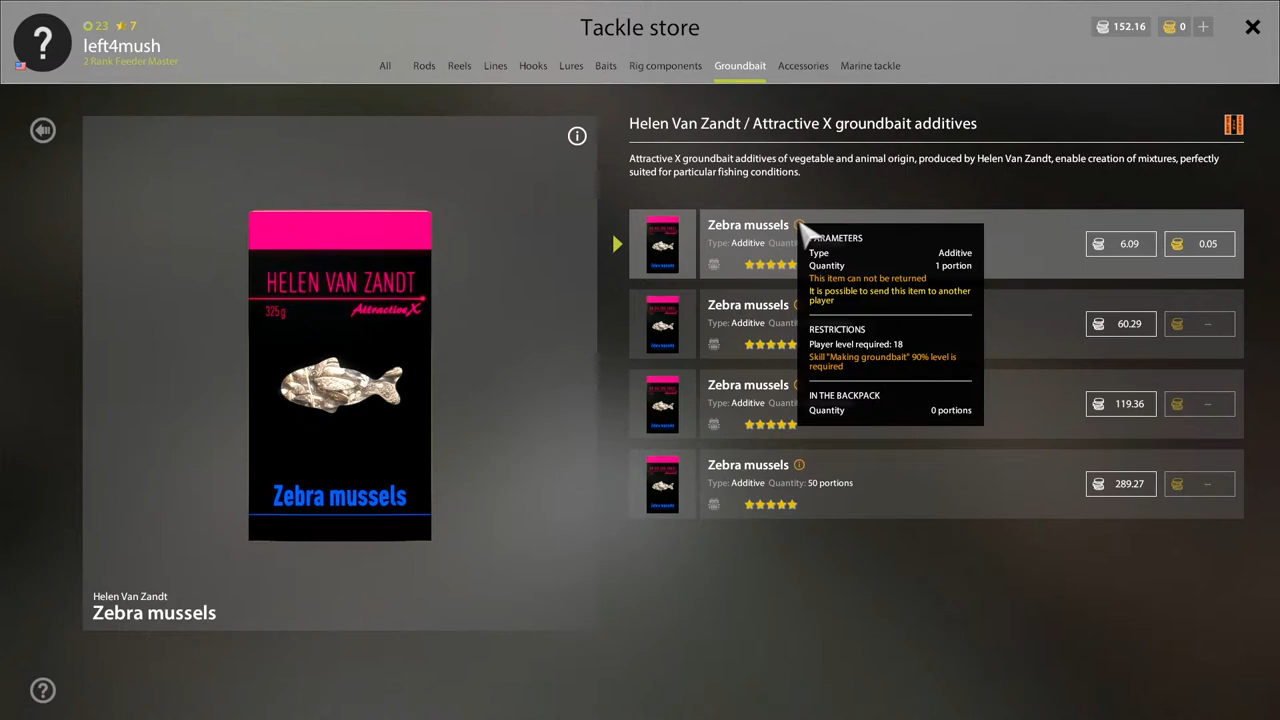 23 7
left4mush
2 Rank Feeder Master
Tackle store
152.16 0
All Rods Reels Lines Hooks Lures Baits Rig components Groundbait Accessories Marine tackle
HELEN VAN ZANDT
325g AttractiveX
Zebra mussels
Helen Van Zandt
Zebra mussels
Helen Van Zandt / Attractive X groundbait additives
Attractive X groundbait additives of vegetable and animal origin, produced by Helen Van Zandt, enable creation of mixtures, perfectly
suited for particular fishing conditions.
Zebra mussels
Type: Additive
6.09 0.05
Zebra mussels
Type: Additive
60.29 --
Zebra mussels
Type: Additive
119.36 --
Zebra mussels
Type: Additive Quantity: 50 portions
289.27 --
Type Additive
Quantity 1 portion
This item can not be returned
It is possible to send this item to another
player
RESTRICTIONS
Player level required: 18
Skill "Making groundbait" 90% level is
required
IN THE BACKPACK
Quantity 0 portions